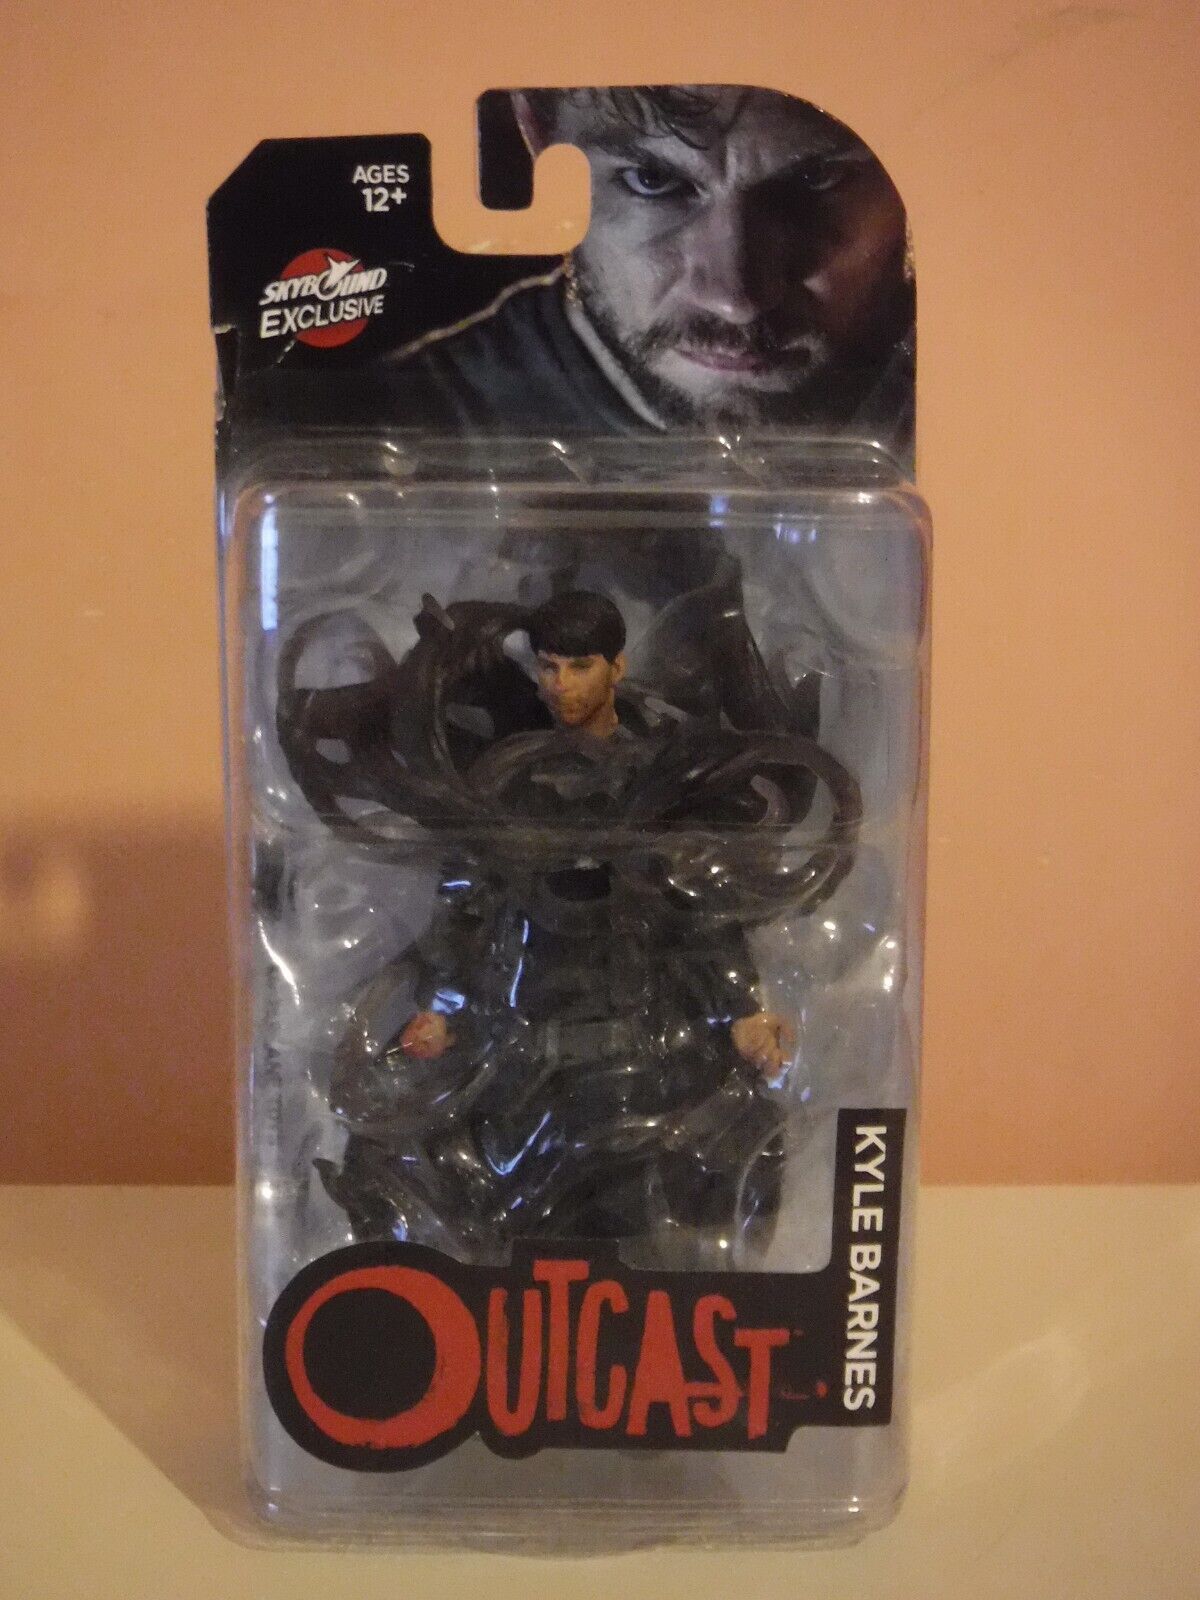 AGES
12+
SKYBOUND
EXCLUSIVE
KYLE BARNES
OUTCAST